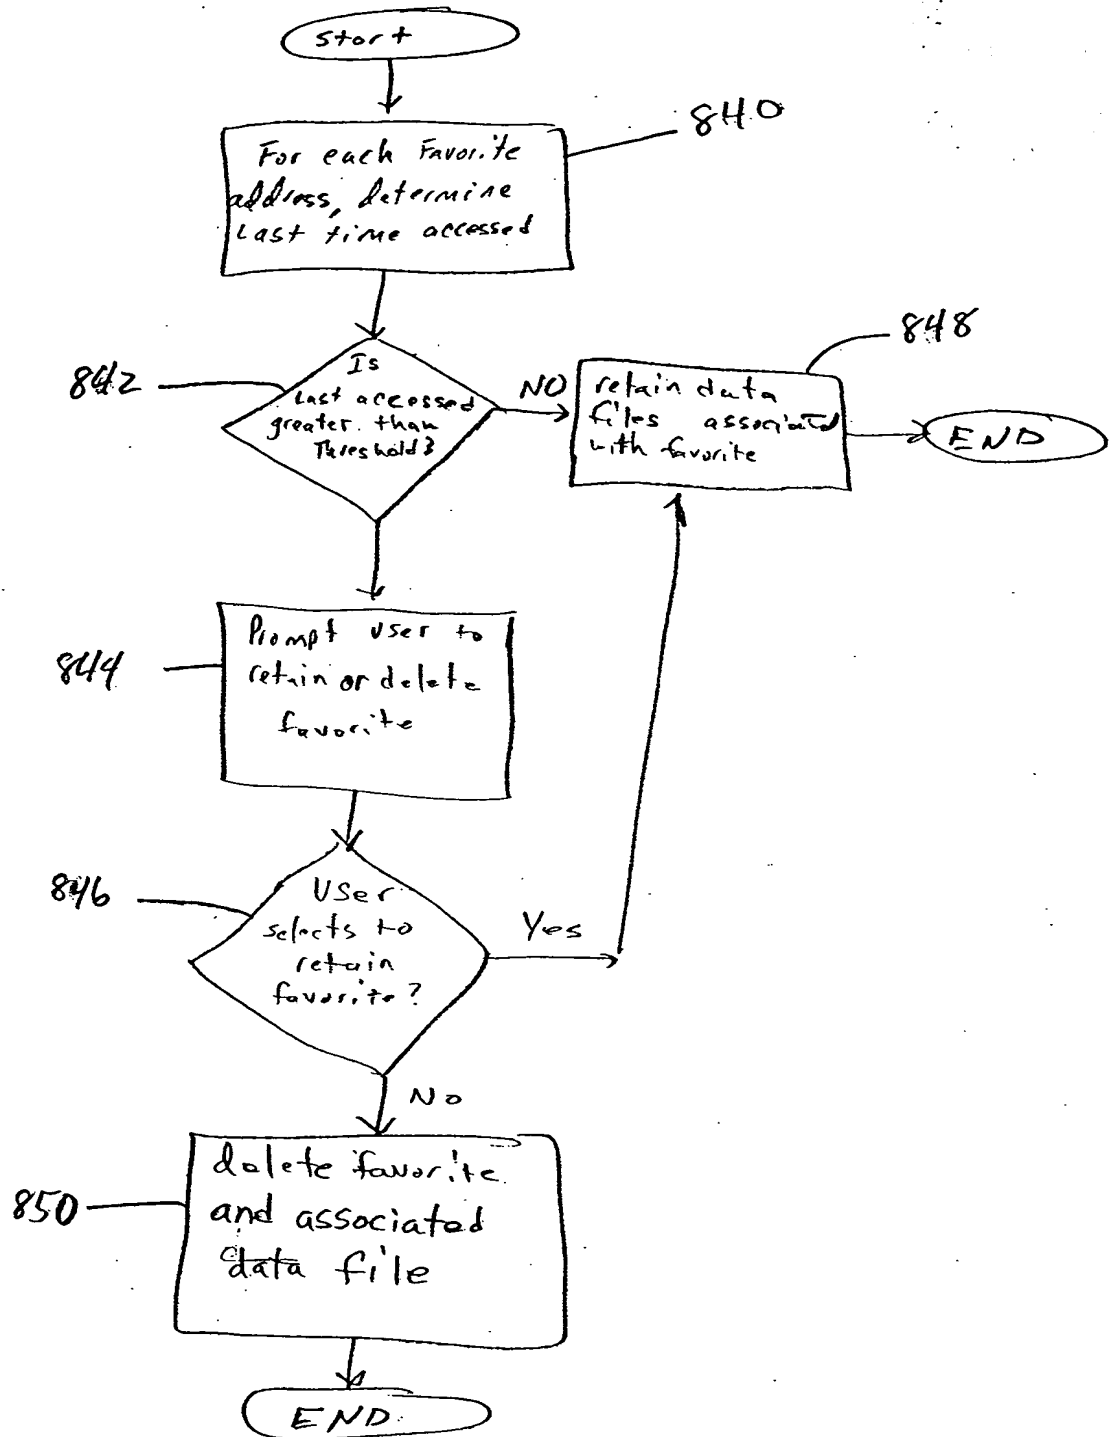 start
840
For each Favorite
address, determine
Last time accessed
848
842
Is
Last accessed
greater than
Threshold?
NO
retain data
files associated
with favorite
END
844
Prompt user to
retain or delete
favorite
846
User
selects to
retain
favorite?
Yes
No
850
delete favorite
and associated
data file
END